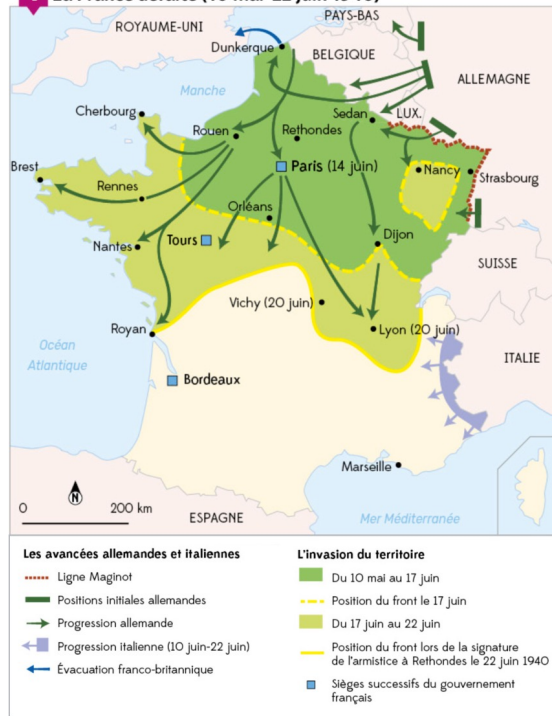 ROYAUME-UNI
PAYS-BAS
Dunkerque
BELGIQUE
ALLEMAGNE
Manche
Cherbourg
Sedan
LUX.
Rouen
Rethondes
Paris (14 juin)
Nancy
Strasbourg
Brest
Rennes
Orléans
Nantes
Tours
Dijon
SUISSE
Vichy (20 juin)
Royan
Lyon (20 juin)
Océan
Atlantique
ITALIE
Bordeaux
Marseille
N
0
200 km
ESPAGNE
Mer Méditerranée
Les avancées allemandes et italiennes
Ligne Maginot
Positions initiales allemandes
Progression allemande
Progression italienne (10 juin-22 juin)
Évacuation franco-britannique
L'invasion du territoire
Du 10 mai au 17 juin
Position du front le 17 juin
Du 17 juin au 22 juin
Position du front lors de la signature
de l'armistice à Rethondes le 22 juin 1940
Sièges successifs du gouvernement
français